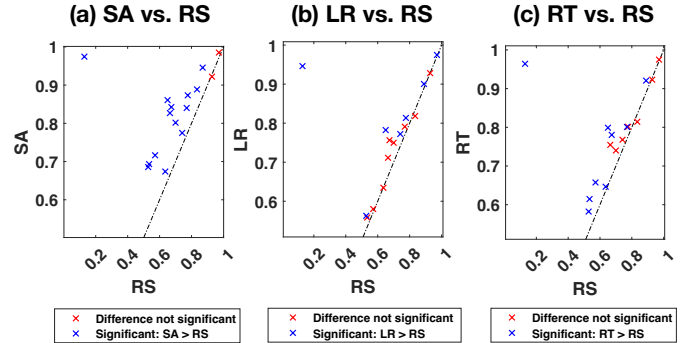 (a) SA vs. RS
(b) LR vs. RS
(c) RT vs. RS
SA
1
0.9
0.8
0.7
0.6
0.2
0.4
0.6
0.8
1
RS
Difference not significant
Significant: SA > RS
LR
1
0.9
0.8
0.7
0.6
0.2
0.4
0.6
0.8
1
RS
Difference not significant
Significant: LR > RS
RT
1
0.9
0.8
0.7
0.6
0.2
0.4
0.6
0.8
1
RS
Difference not significant
Significant: RT > RS